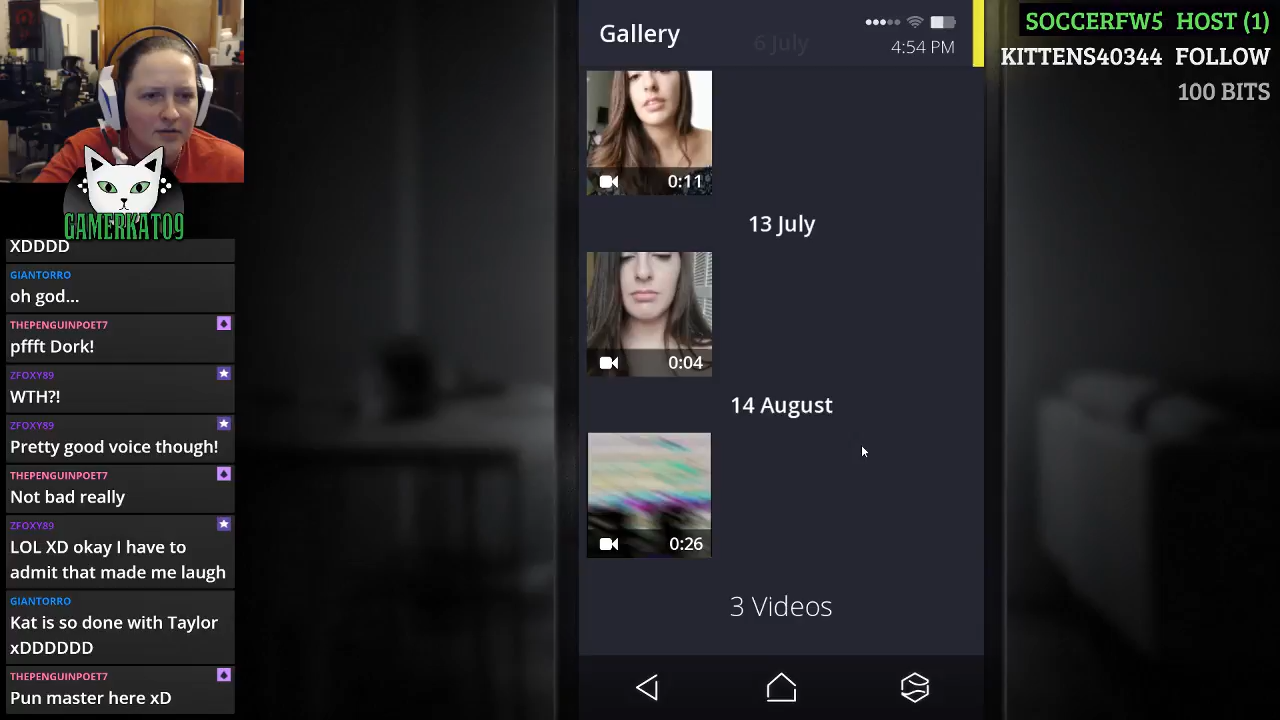 GAMERKAT09
XDDDD
GIANTORRO
oh god...
THEPENGUINPOET7
pffft Dork!
ZFOXY89
WTH?!
ZFOXY89
Pretty good voice though!
THEPENGUINPOET7
Not bad really
ZFOXY89
LOL XD okay I have to
admit that made me laugh
GIANTORRO
Kat is so done with Taylor
xDDDDDD
THEPENGUINPOET7
Pun master here xD
Gallery
6 July
4:54 PM
0:11
13 July
0:04
14 August
0:26
3 Videos
SOCCERFW5 HOST (1)
KITTENS40344 FOLLOW
100 BITS